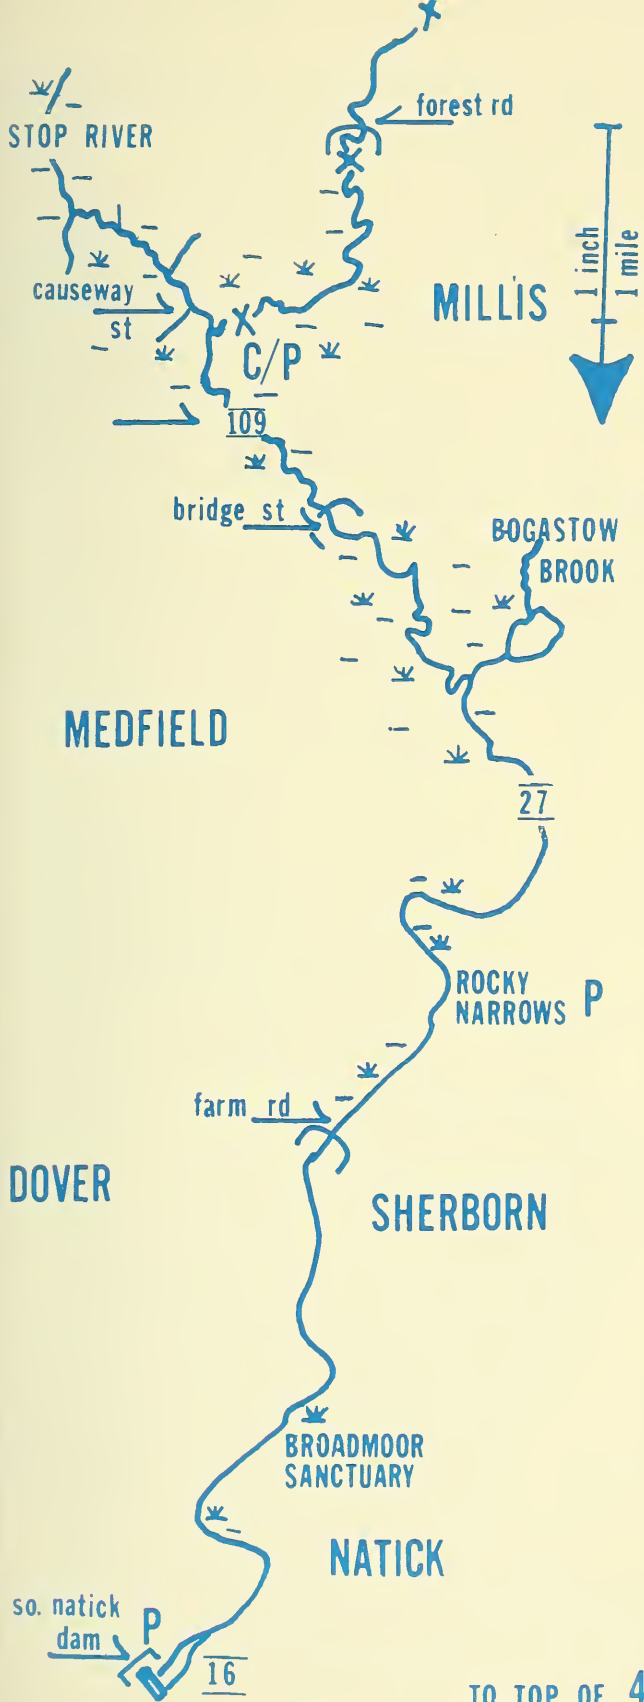 forest rd
STOP RIVER
1 inch
1 mile
causeway
st
MILLIS
C/P
109
bridge st
BOGASTOW
BROOK
MEDFIELD
27
ROCKY
NARROWS P
farm rd
DOVER
SHERBORN
BROADMOOR
SANCTUARY
NATICK
so. natick
dam
P
16
TO TOP OF 4